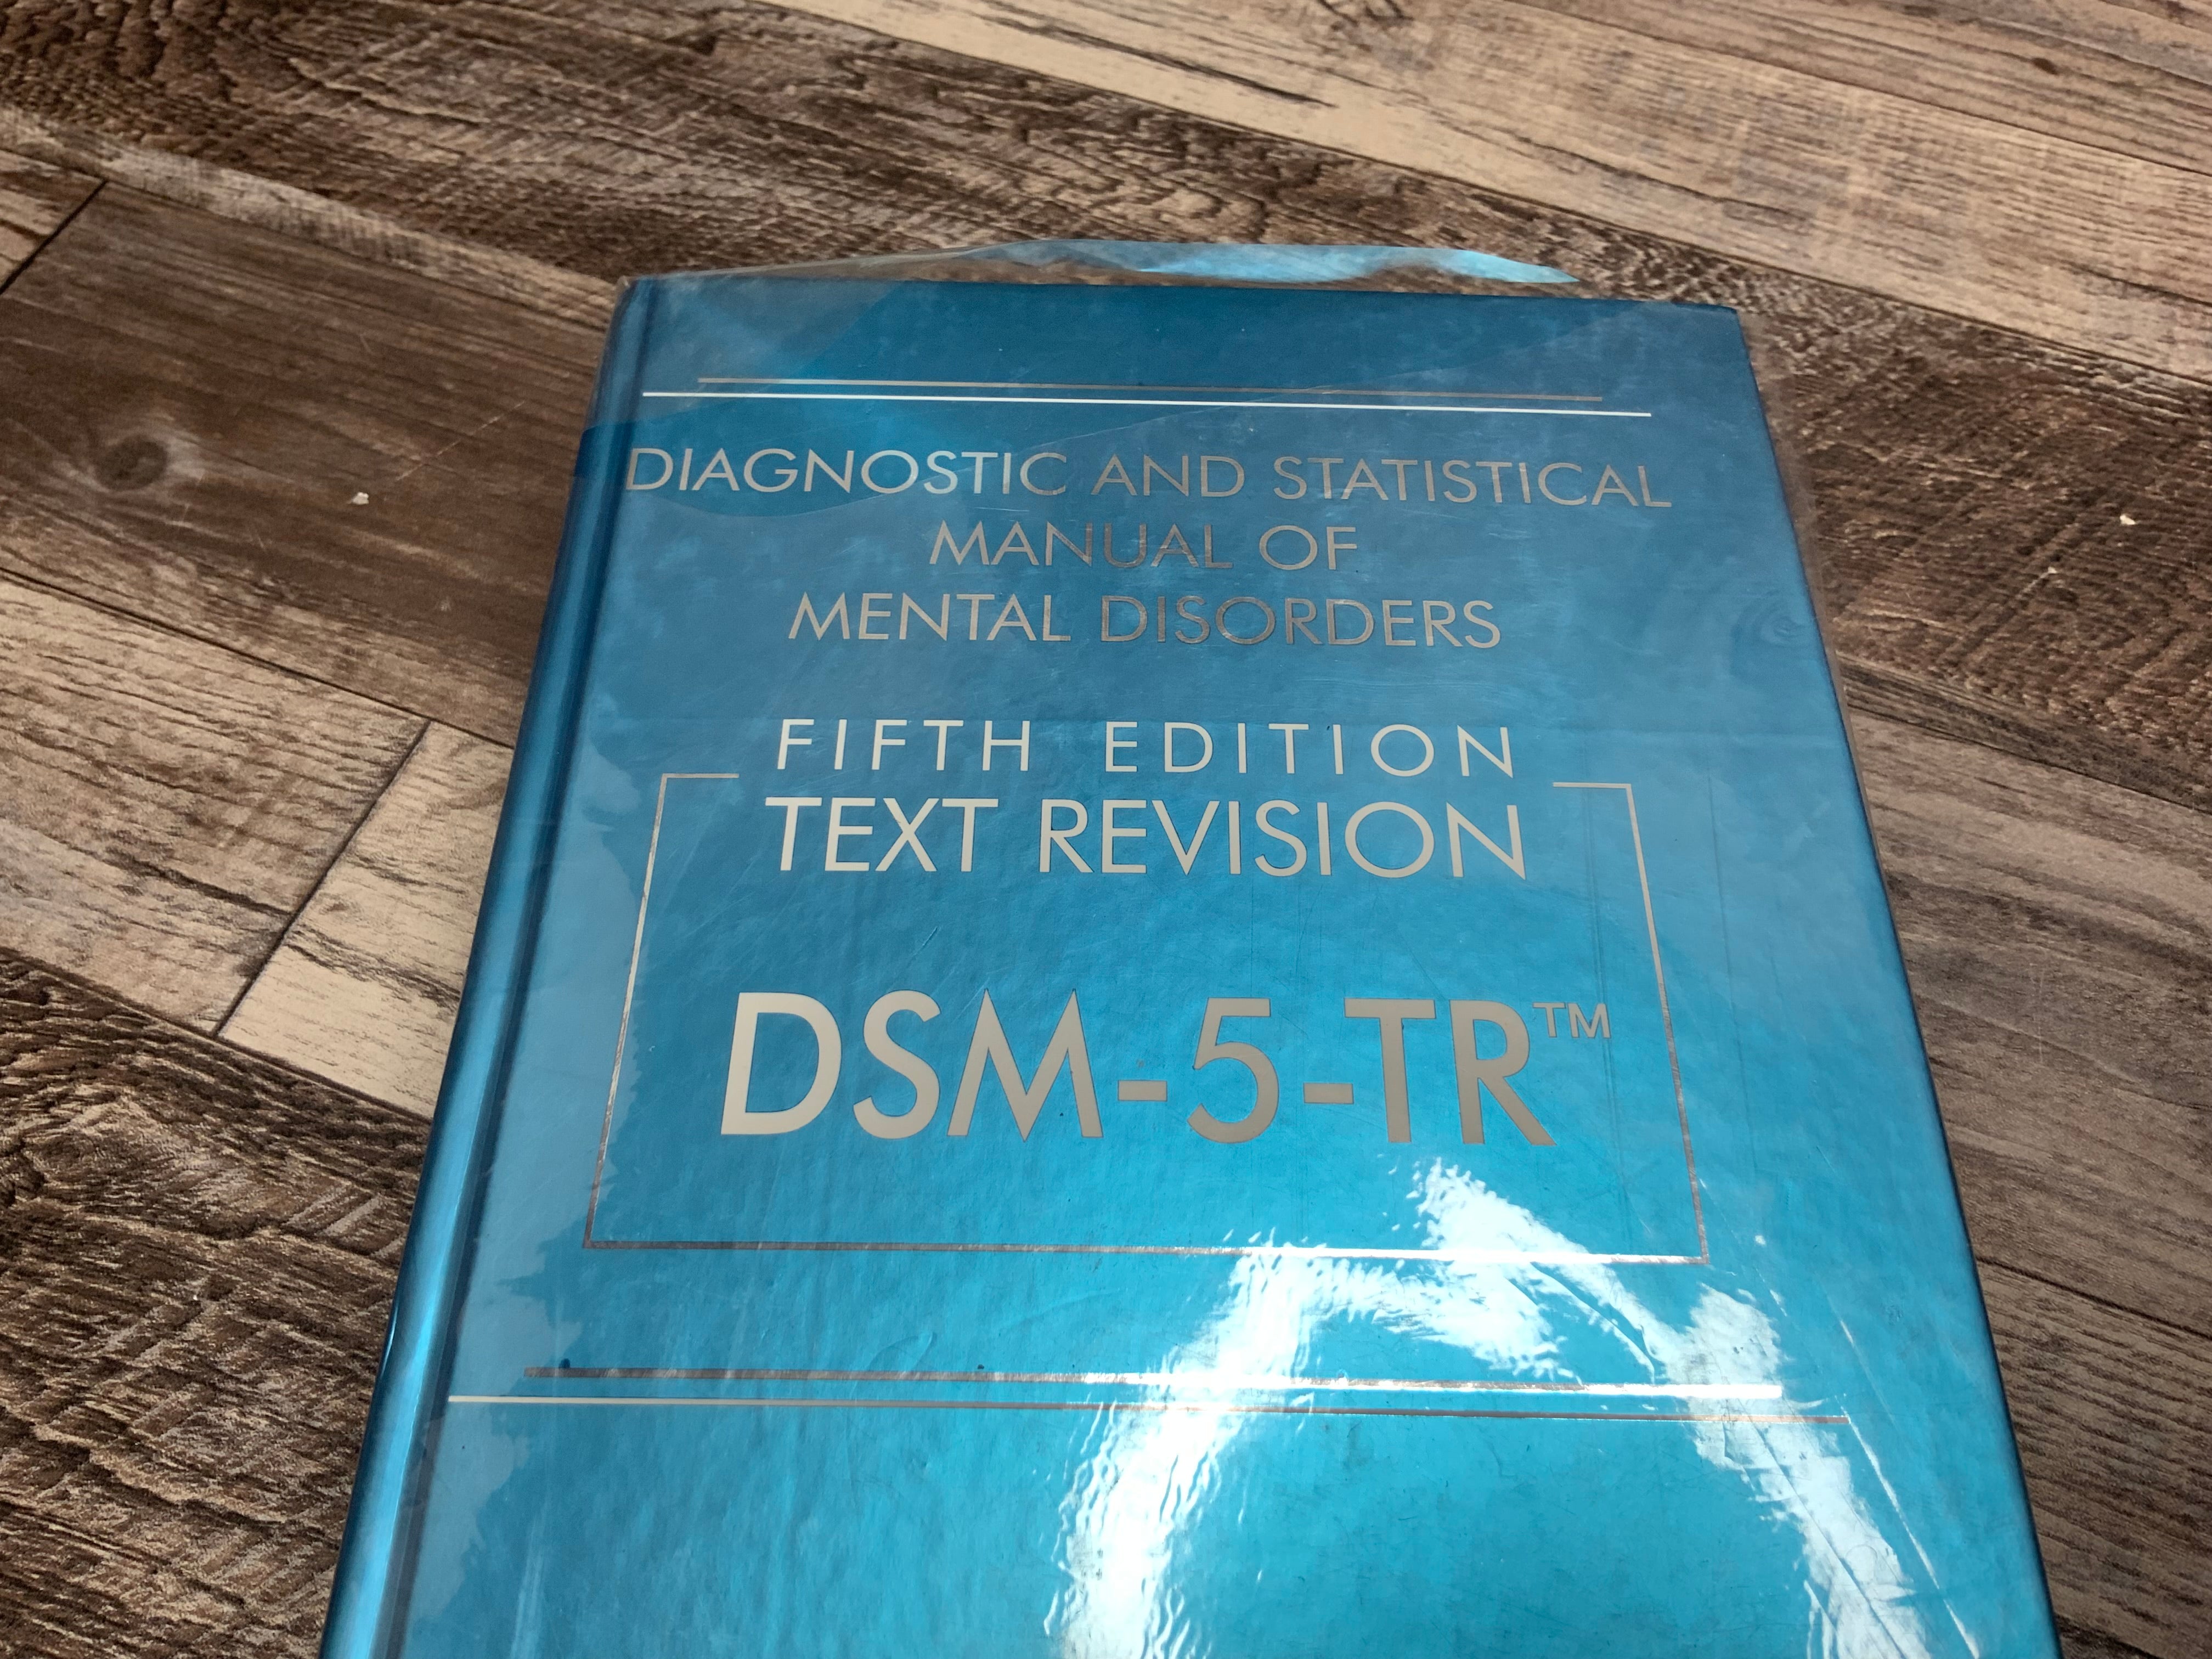 DIAGNOSTIC AND STATISTICAL
MANUAL OF
MENTAL DISORDERS
FIFTH EDITION
TEXT REVISION
DSM-5-TR™